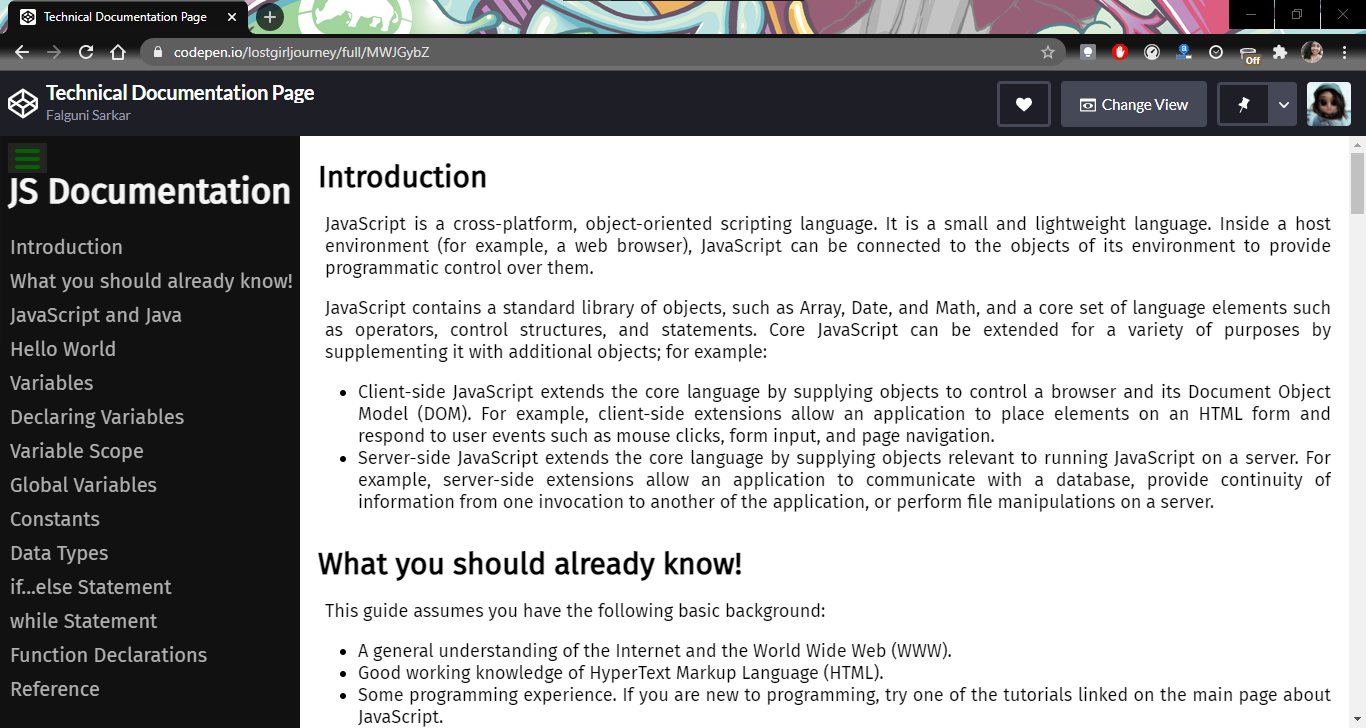 Technical Documentation Page
codepen.io/lostgirljourney/full/MWJGybZ
Off
Technical Documentation Page
Falguni Sarkar
Change View
JS Documentation
Introduction
What you should already know!
JavaScript and Java
Hello World
Variables
Declaring Variables
Variable Scope
Global Variables
Constants
Data Types
if...else Statement
while Statement
Function Declarations
Reference
Introduction
JavaScript is a cross-platform, object-oriented scripting language. It is a small and lightweight language. Inside a host
environment (for example, a web browser), JavaScript can be connected to the objects of its environment to provide
programmatic control over them.
JavaScript contains a standard library of objects, such as Array, Date, and Math, and a core set of language elements such
as operators, control structures, and statements. Core JavaScript can be extended for a variety of purposes by
supplementing it with additional objects; for example:
• Client-side JavaScript extends the core language by supplying objects to control a browser and its Document Object
Model (DOM). For example, client-side extensions allow an application to place elements on an HTML form and
respond to user events such as mouse clicks, form input, and page navigation.
• Server-side JavaScript extends the core language by supplying objects relevant to running JavaScript on a server. For
example, server-side extensions allow an application to communicate with a database, provide continuity of
information from one invocation to another of the application, or perform file manipulations on a server.
What you should already know!
This guide assumes you have the following basic background:
• A general understanding of the Internet and the World Wide Web (WWW).
• Good working knowledge of HyperText Markup Language (HTML).
• Some programming experience. If you are new to programming, try one of the tutorials linked on the main page about
JavaScript.